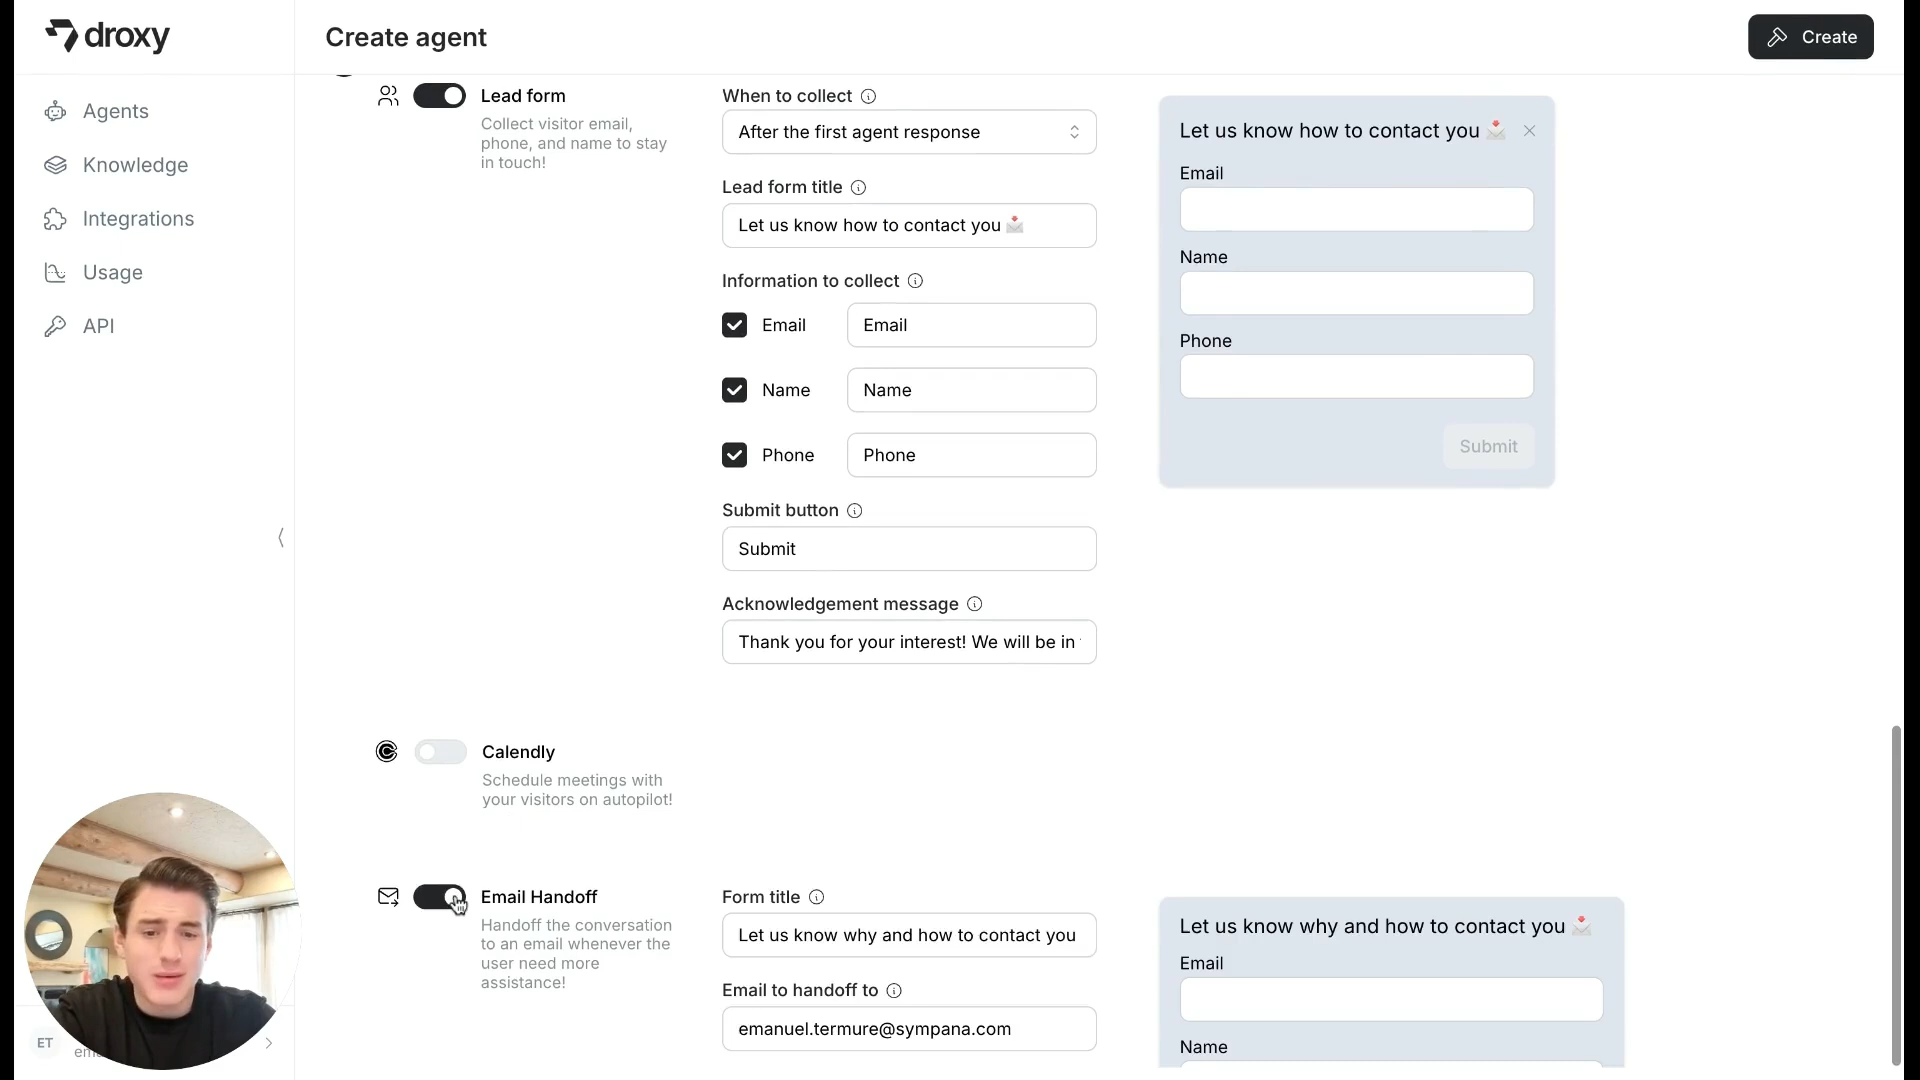 droxy
Create agent
Create
Agents
Knowledge
Integrations
Usage
API
Lead form
Collect visitor email,
phone, and name to stay
in touch!
When to collect
After the first agent response
Lead form title
Let us know how to contact you 📩
Information to collect
Email
Email
Name
Name
Phone
Phone
Submit button
Submit
Acknowledgement message
Thank you for your interest! We will be in
Let us know how to contact you 📩
Email
Name
Phone
Submit
Calendly
Schedule meetings with
your visitors on autopilot!
Email Handoff
Handoff the conversation
to an email whenever the
user need more
assistance!
Form title
Let us know why and how to contact you
Email to handoff to
emanuel.termure@sympana.com
Let us know why and how to contact you 📩
Email
Name
ET